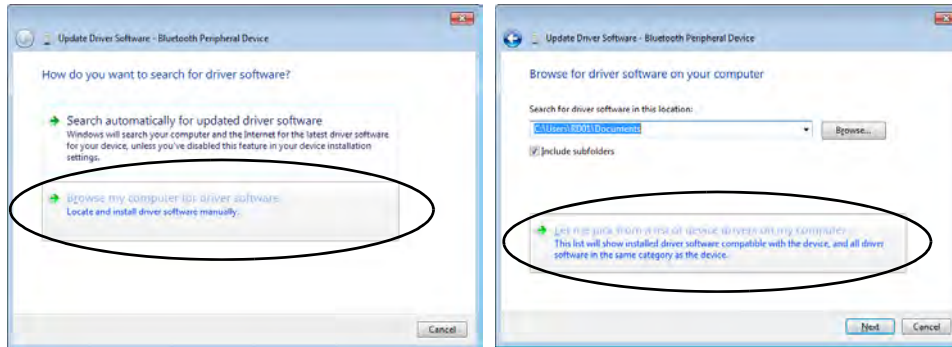 Update Driver Software - Bluetooth Peripheral Device
How do you want to search for driver software?
Search automatically for updated driver software
Windows will search your computer and the Internet for the latest driver software
for your device, unless you've disabled this feature in your device installation
settings.
Browse my computer for driver software
Locate and install driver software manually.
Cancel
Update Driver Software - Bluetooth Peripheral Device
Browse for driver software on your computer
Search for driver software in this location:
C:\Users\RD01\Documents
Browse...
Include subfolders
Let me pick from a list of device drivers on my computer
This list will show installed driver software compatible with the device, and all driver
software in the same category as the device.
Next Cancel